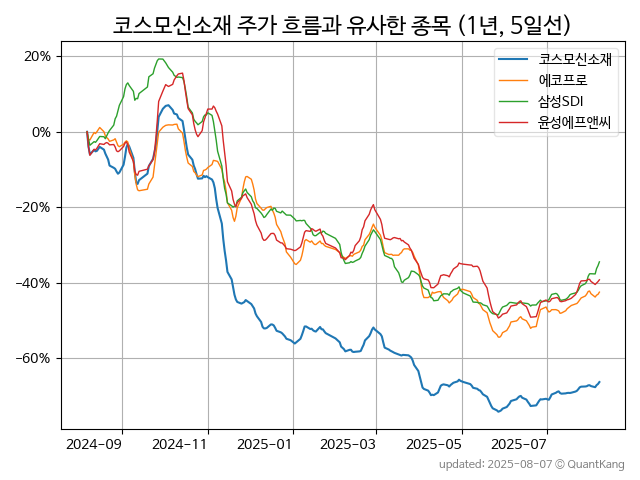 코스모신소재 주가 흐름과 유사한 종목 (1년, 5일선)
코스모신소재
에코프로
삼성SDI
윤성에프앤씨
20%
0%
−20%
−40%
−60%
2024-09 2024-11 2025-01 2025-03 2025-05 2025-07
updated: 2025-08-07 © QuantKang